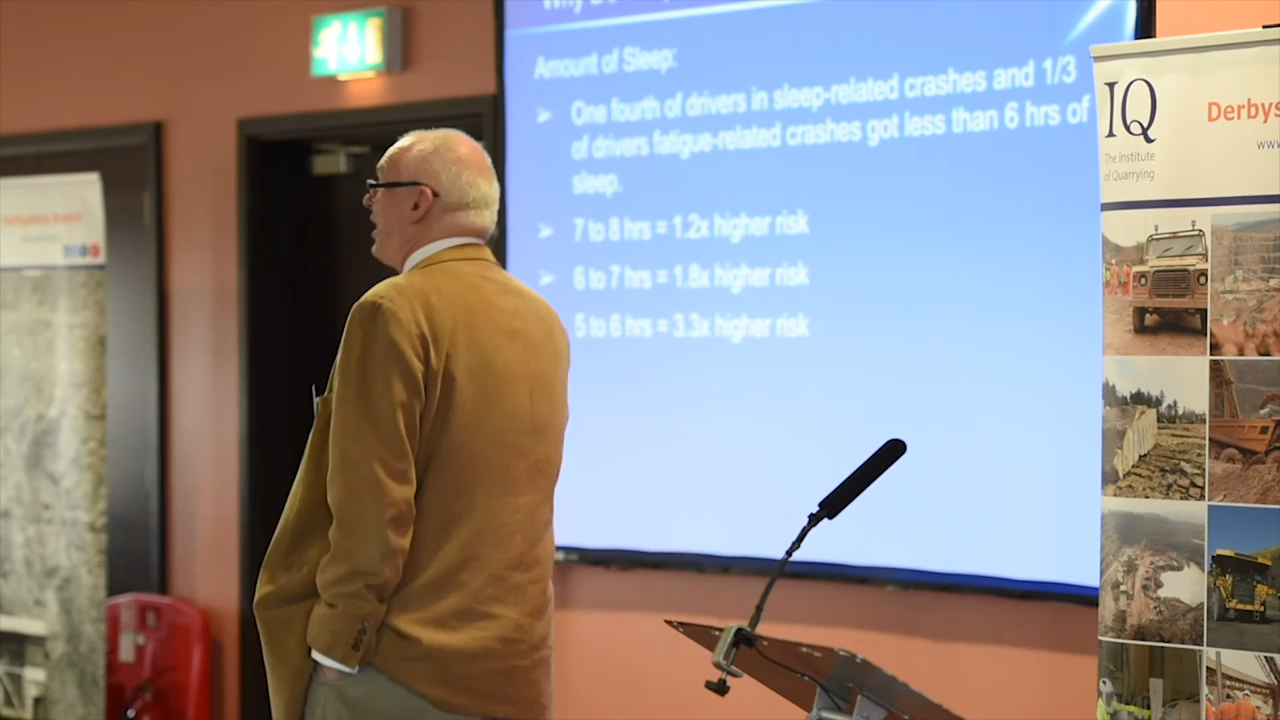 Amount of Sleep:
One fourth of drivers in sleep-related crashes and 1/3
of drivers fatigue-related crashes got less than 6 hrs of
sleep.
7 to 8 hrs = 1.2x higher risk
6 to 7 hrs = 1.8x higher risk
5 to 6 hrs = 3.3x higher risk
IQ
The Institute
of Quarrying
Derbys
www